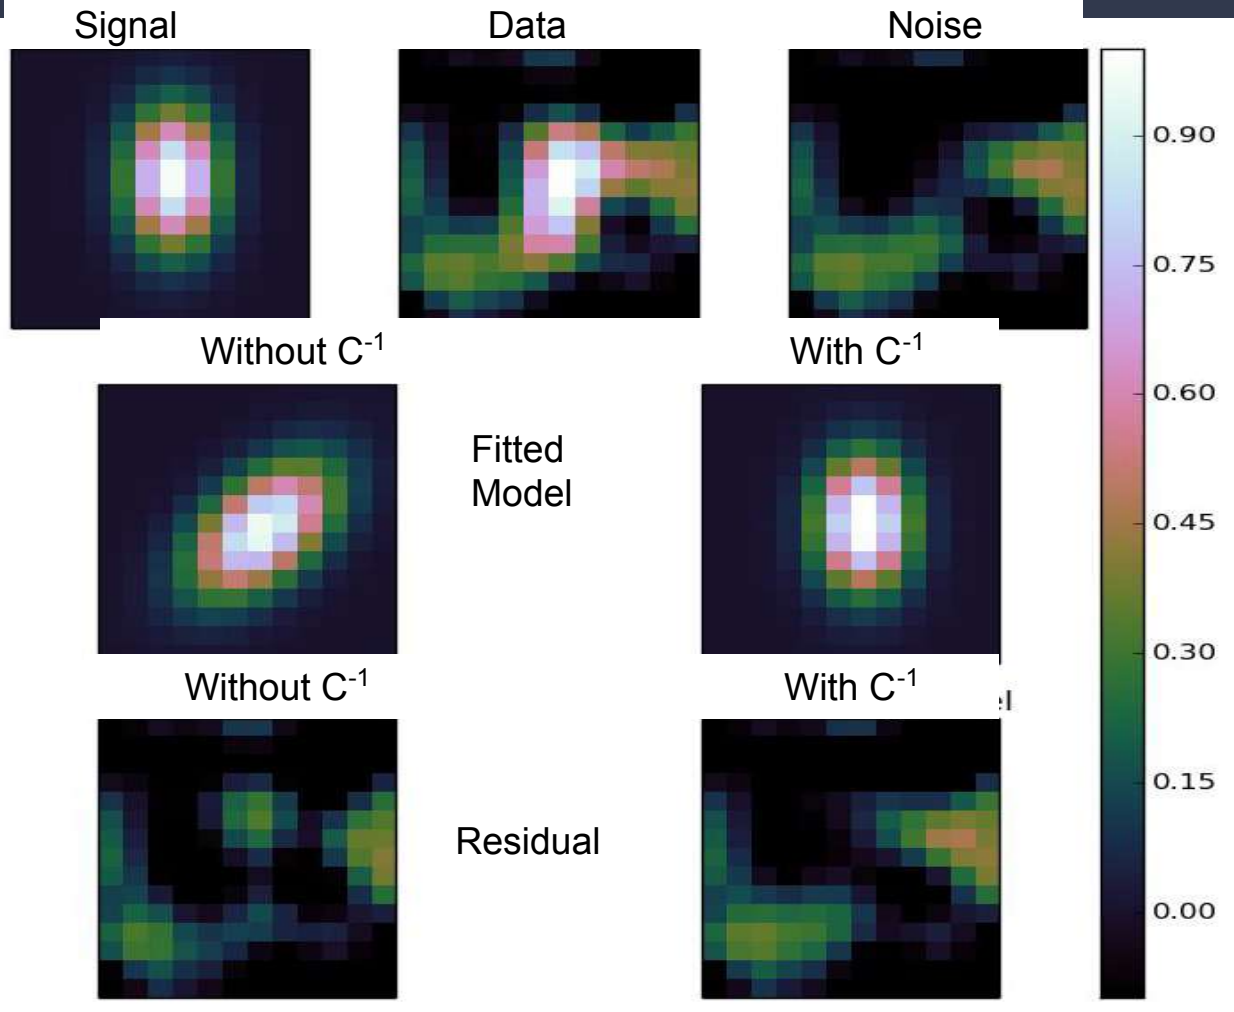 Signal Data Noise
0.90
0.75
0.60
0.45
0.30
0.15
0.00
Without C⁻¹ With C⁻¹
Fitted
Model
Without C⁻¹ With C⁻¹
Residual